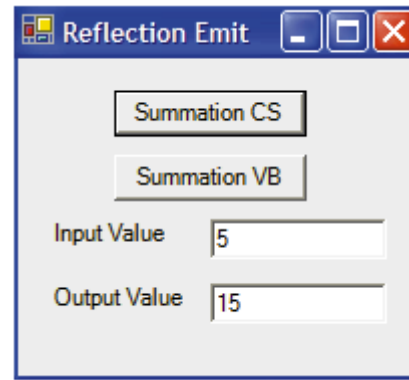 Reflection Emit
Summation CS
Summation VB
Input Value 5
Output Value 15